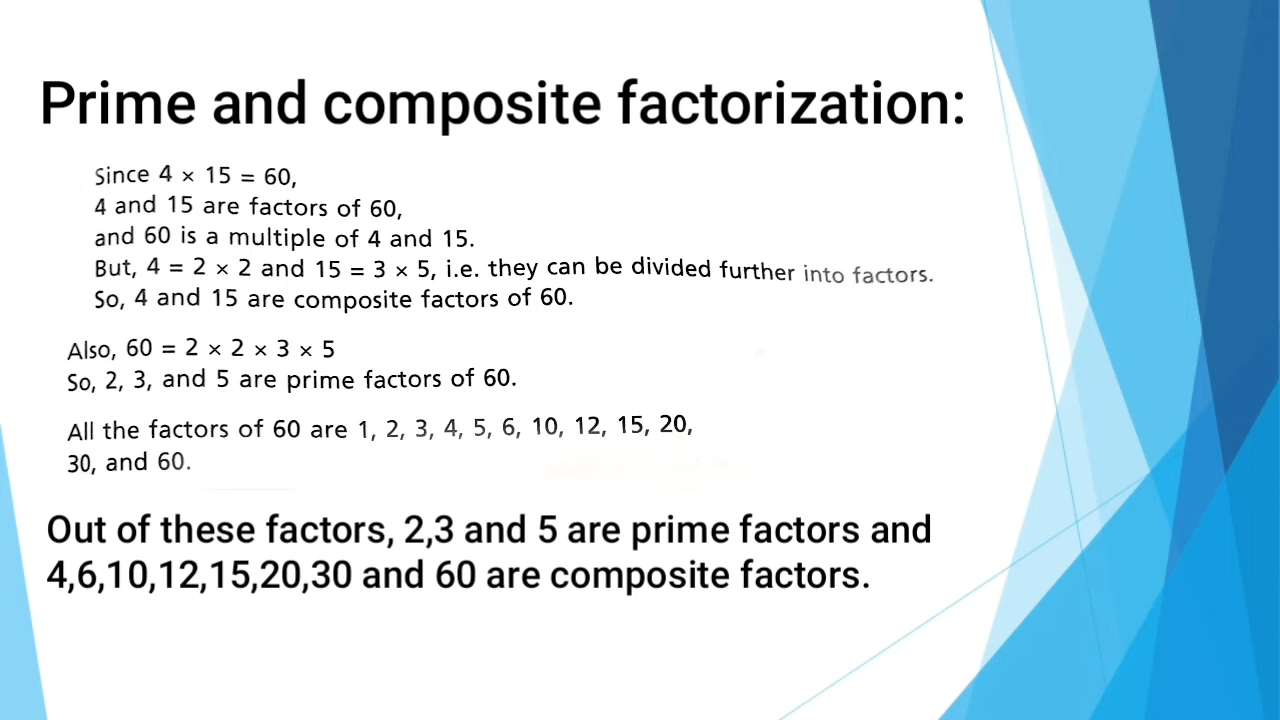 Prime and composite factorization:
Since 4 × 15 = 60,
4 and 15 are factors of 60,
and 60 is a multiple of 4 and 15.
But, 4 = 2 × 2 and 15 = 3 × 5, i.e. they can be divided further into factors.
So, 4 and 15 are composite factors of 60.
Also, 60 = 2 × 2 × 3 × 5
So, 2, 3, and 5 are prime factors of 60.
All the factors of 60 are 1, 2, 3, 4, 5, 6, 10, 12, 15, 20,
30, and 60.
Out of these factors, 2,3 and 5 are prime factors and
4,6,10,12,15,20,30 and 60 are composite factors.